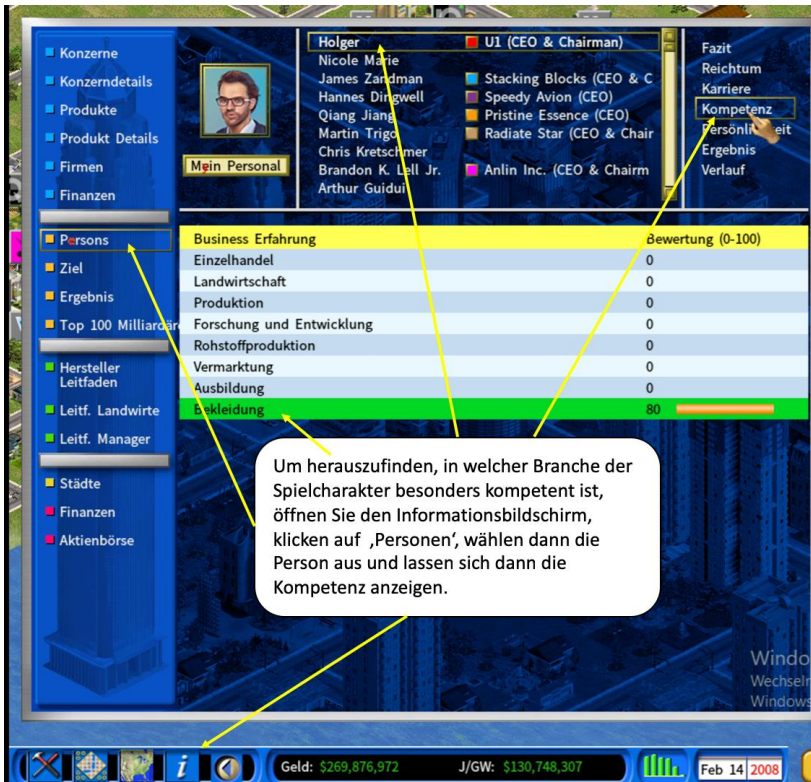 Konzerne
Konzerndetails
Produkte
Produkt Details
Firmen
Finanzen
Persons
Ziel
Ergebnis
Top 100 Milliardäre
Hersteller
Leitfaden
Leitf. Landwirte
Leitf. Manager
Städte
Finanzen
Aktienbörse
Mein Personal
Holger U1 (CEO & Chairman)
Nicole Marie
James Zandman Stacking Blocks (CEO & C
Hannes Dingwell Speedy Avion (CEO)
Qiang Jiang Pristine Essence (CEO)
Martin Trigo Radiate Star (CEO & Chair
Chris Kretschmer
Brandon K. Lell Jr. Anlin Inc. (CEO & Chairm
Arthur Guidui
Fazit
Reichtum
Karriere
Kompetenz
Persönlichkeit
Ergebnis
Verlauf
Business Erfahrung Bewertung (0-100)
Einzelhandel 0
Landwirtschaft 0
Produktion 0
Forschung und Entwicklung 0
Rohstoffproduktion 0
Vermarktung 0
Ausbildung 0
Bekleidung 80
Um herauszufinden, in welcher Branche der
Spielcharakter besonders kompetent ist,
öffnen Sie den Informationsbildschirm,
klicken auf ‚Personen‘, wählen dann die
Person aus und lassen sich dann die
Kompetenz anzeigen.
Windo
Wechseln
Windows
i
Geld: $269,876,972 J/GW: $130,748,307
Feb 14 2008